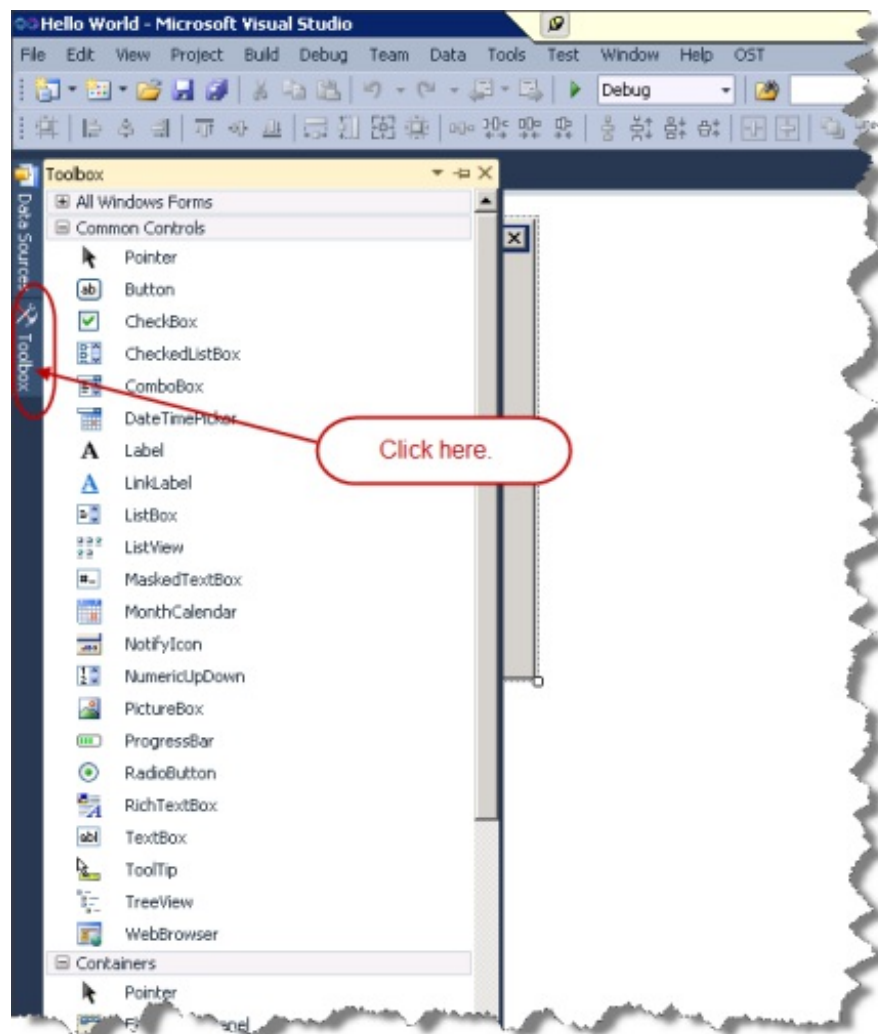 Hello World - Microsoft Visual Studio
File Edit View Project Build Debug Team Data Tools Test Window Help OST
Debug
Toolbox
Data Sources
Toolbox
All Windows Forms
Common Controls
Pointer
Button
CheckBox
CheckedListBox
ComboBox
DateTimePicker
Label
Click here.
LinkLabel
ListBox
ListView
MaskedTextBox
MonthCalendar
NotifyIcon
NumericUpDown
PictureBox
ProgressBar
RadioButton
RichTextBox
TextBox
ToolTip
TreeView
WebBrowser
Containers
Pointer